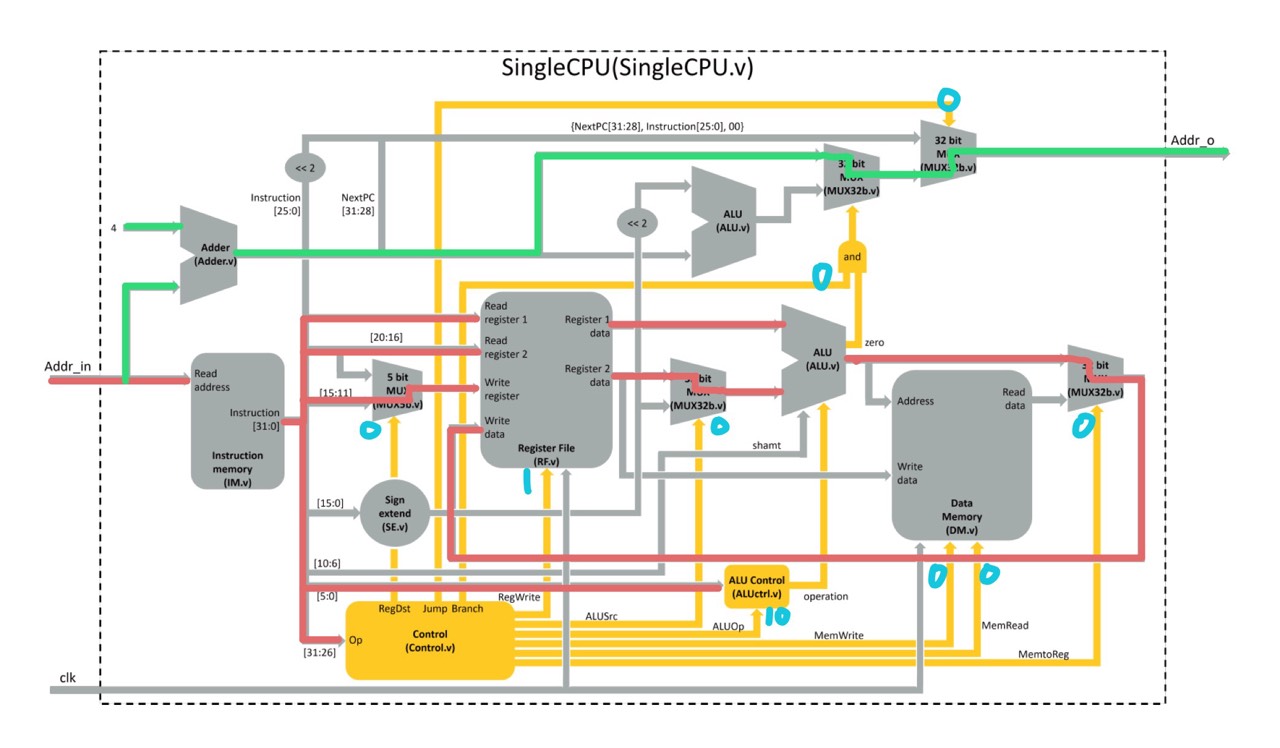 SingleCPU(SingleCPU.v)
{NextPC[31:28], Instruction[25:0], 00}
0
32 bit
MUX
(MUX32b.v)
Addr_o
<< 2
32 bit
MUX
(MUX32b.v)
Instruction
[25:0]
NextPC
[31:28]
4
Adder
(Adder.v)
<< 2
ALU
(ALU.v)
and
0
Addr_in
Read
address
Instruction
[31:0]
Instruction
memory
(IM.v)
[20:16]
[15:11]
5 bit
MUX
(MUX5b.v)
0
Read
register 1
Read
register 2
Write
register
Write
data
Register 1
data
Register 2
data
Register File
(RF.v)
1
32 bit
MUX
(MUX32b.v)
0
ALU
(ALU.v)
zero
shamt
Address
Read
data
Write
data
Data
Memory
(DM.v)
0
0
32 bit
MUX
(MUX32b.v)
0
[15:0]
Sign
extend
(SE.v)
[10:6]
[5:0]
[31:26]
RegDst
Jump
Branch
RegWrite
Op
Control
(Control.v)
ALUSrc
ALUOp
ALU Control
(ALUctrl.v)
10
operation
MemWrite
MemRead
MemtoReg
clk